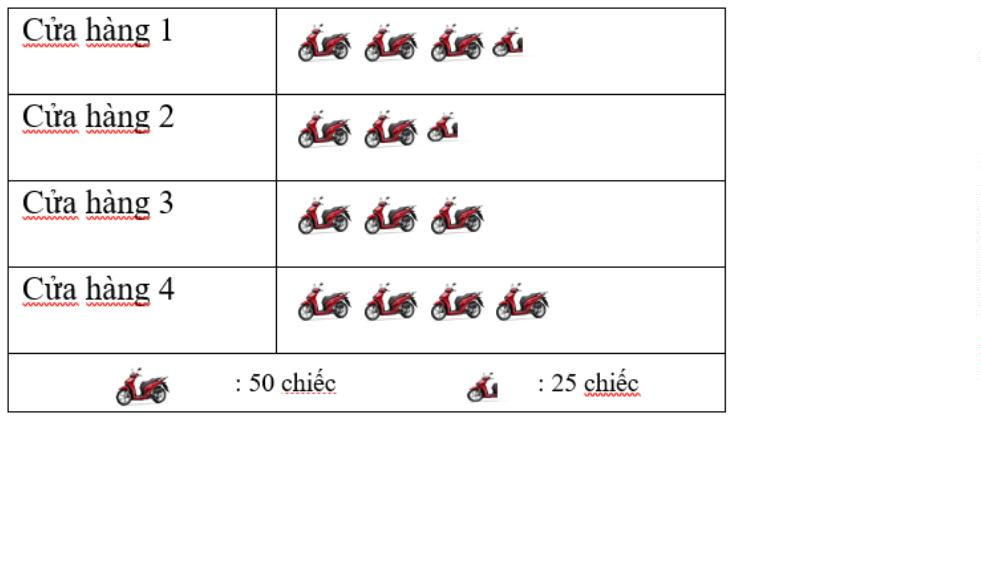 Cửa hàng 1
Cửa hàng 2
Cửa hàng 3
Cửa hàng 4
: 50 chiếc : 25 chiếc